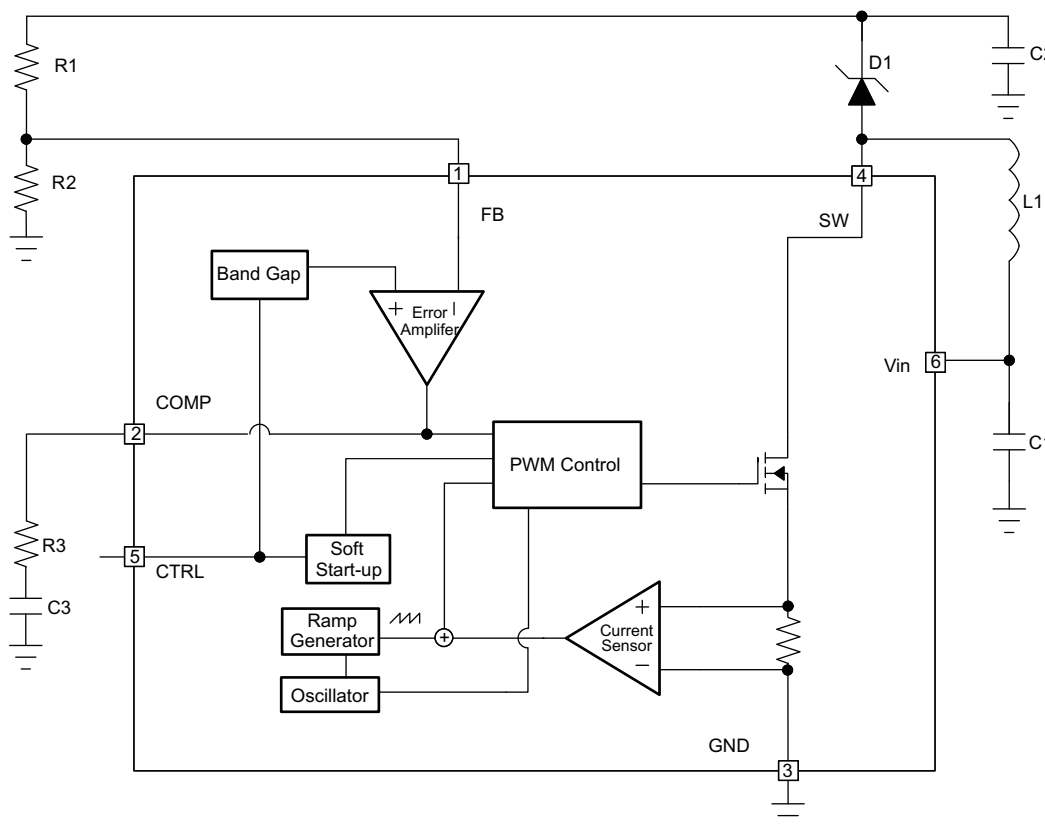 R1
D1
C2
R2
1
4
L1
FB
SW
Band Gap
+ Error −
Amplifer
Vin
6
COMP
2
PWM Control
C1
R3
5
CTRL
Soft
Start-up
C3
Ramp
Generator
+
+
Current
Sensor
−
Oscillator
GND
3